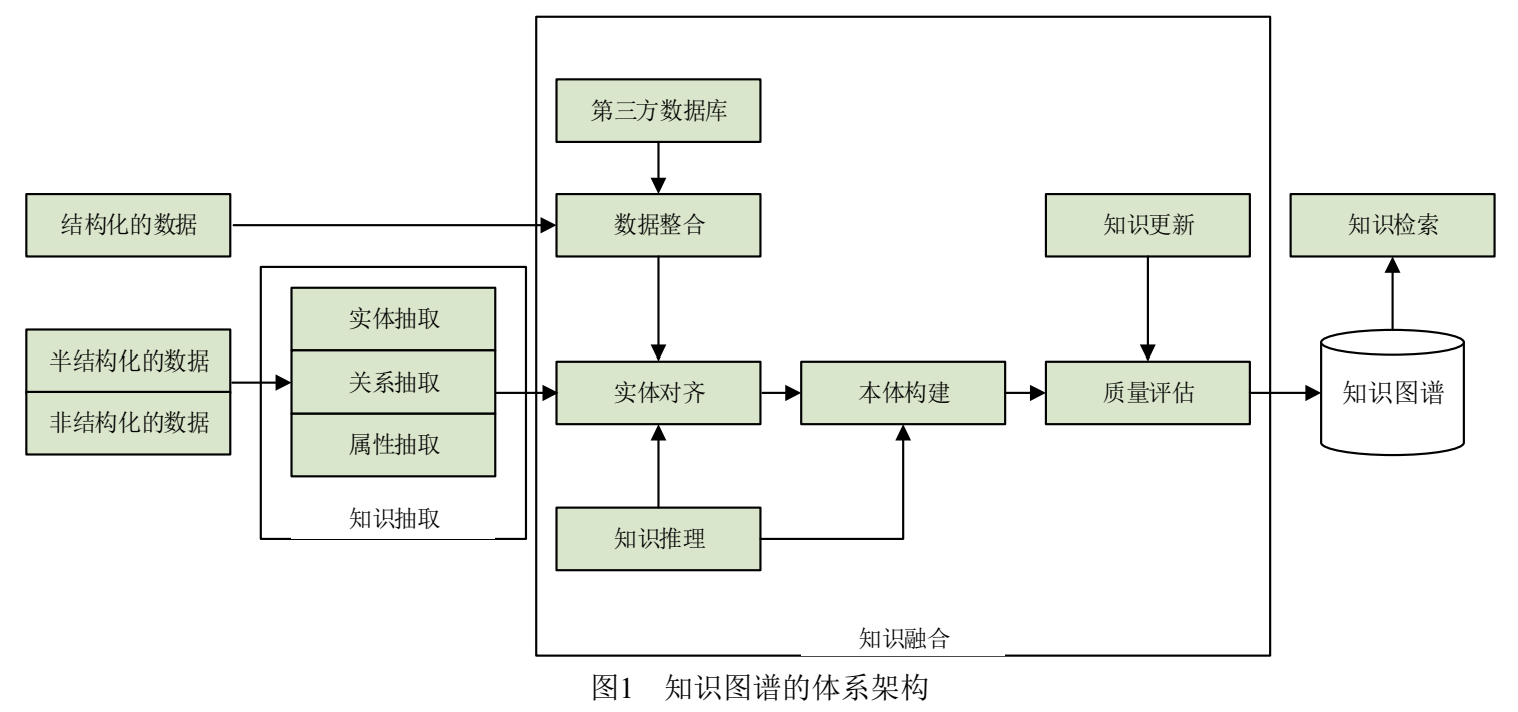 第三方数据库
结构化的数据
数据整合
知识更新
知识检索
实体抽取
半结构化的数据
关系抽取
非结构化的数据
属性抽取
实体对齐
本体构建
质量评估
知识图谱
知识抽取
知识推理
知识融合
图1 知识图谱的体系架构